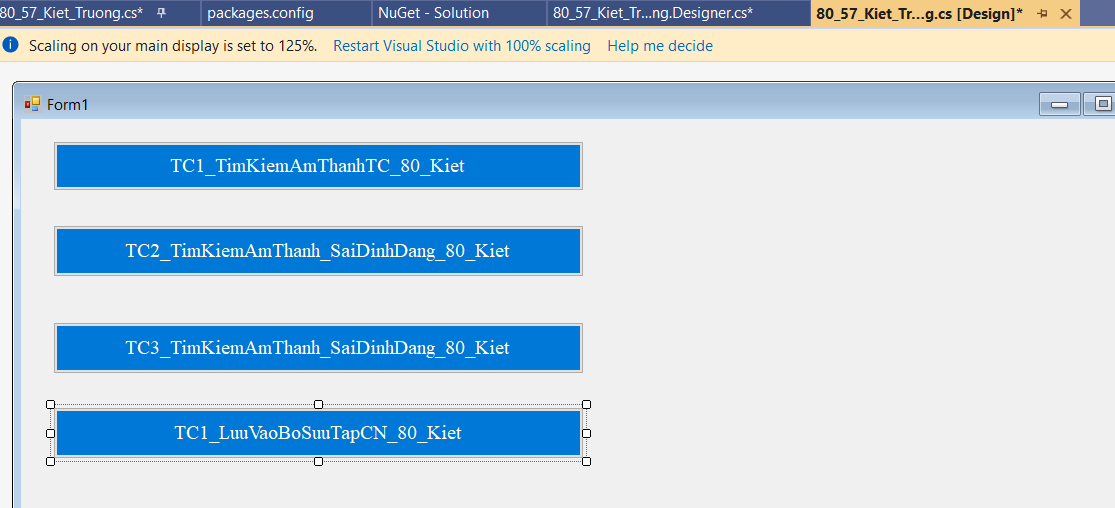 80_57_Kiet_Truong.cs* packages.config NuGet - Solution 80_57_Kiet_Tr...ng.Designer.cs* 80_57_Kiet_Tr...g.cs [Design]*
Scaling on your main display is set to 125%. Restart Visual Studio with 100% scaling Help me decide
Form1
TC1_TimKiemAmThanhTC_80_Kiet
TC2_TimKiemAmThanh_SaiDinhDang_80_Kiet
TC3_TimKiemAmThanh_SaiDinhDang_80_Kiet
TC1_LuuVaoBoSuuTapCN_80_Kiet